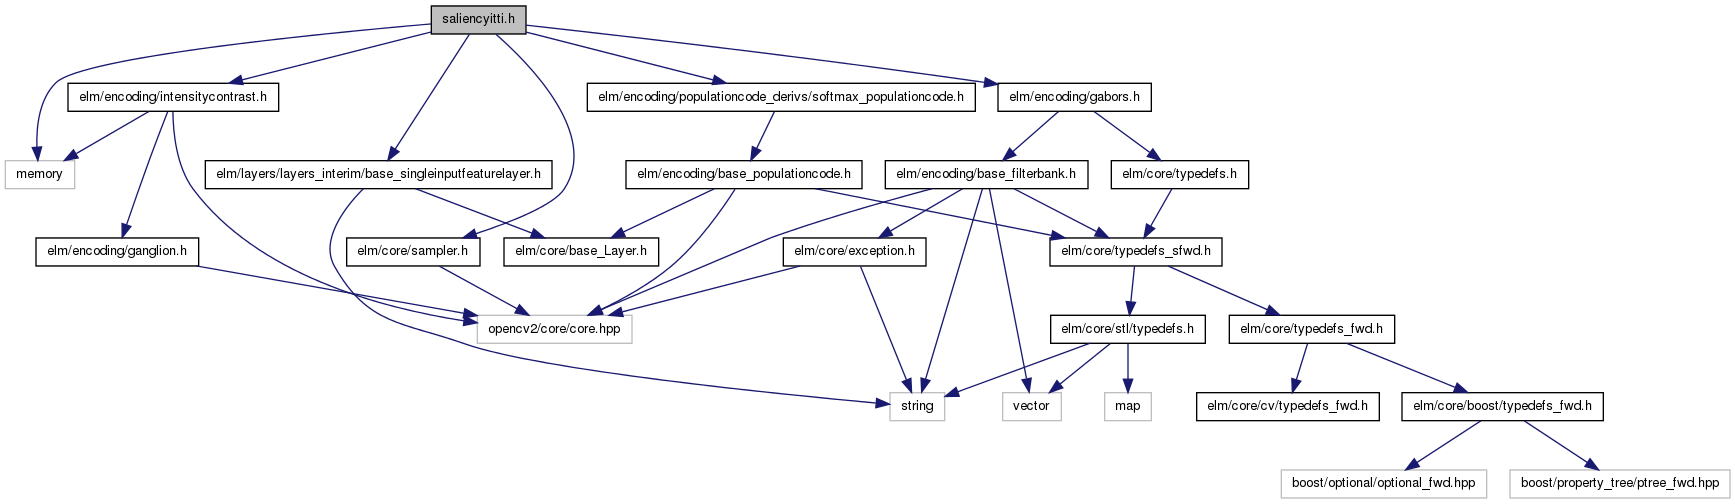 saliencyitti.h
elm/encoding/intensitycontrast.h
elm/encoding/populationcode_derivs/softmax_populationcode.h
elm/encoding/gabors.h
memory
elm/layers/layers_interim/base_singleinputfeaturelayer.h
elm/encoding/base_populationcode.h
elm/encoding/base_filterbank.h
elm/core/typedefs.h
elm/encoding/ganglion.h
elm/core/sampler.h
elm/core/base_Layer.h
elm/core/exception.h
elm/core/typedefs_sfwd.h
opencv2/core/core.hpp
elm/core/stl/typedefs.h
elm/core/typedefs_fwd.h
string
vector
map
elm/core/cv/typedefs_fwd.h
elm/core/boost/typedefs_fwd.h
boost/optional/optional_fwd.hpp
boost/property_tree/ptree_fwd.hpp